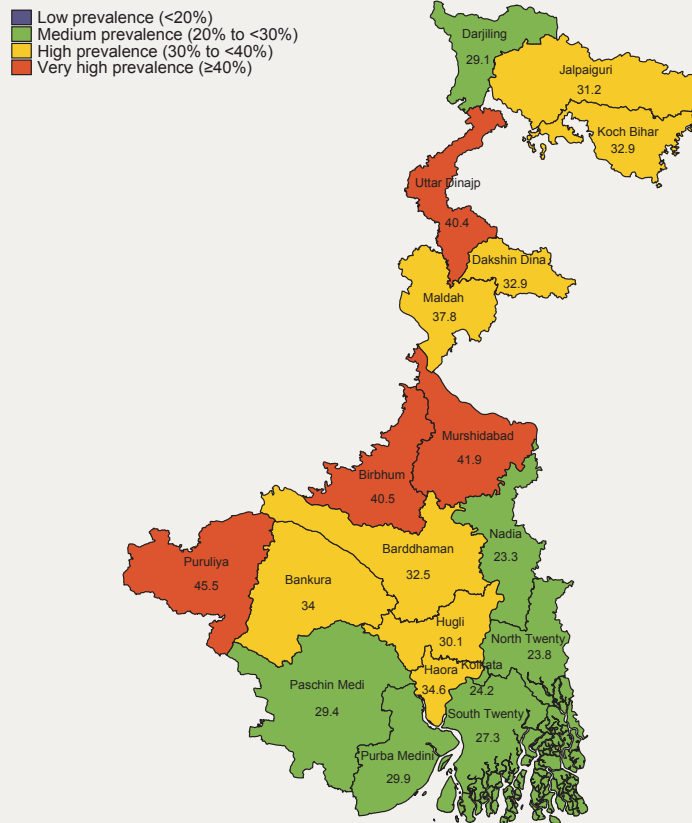 Low prevalence (<20%)
Medium prevalence (20% to <30%)
High prevalence (30% to <40%)
Very high prevalence (≥40%)
Darjiling
29.1
Jalpaiguri
31.2
Koch Bihar
32.9
Uttar Dinajp
40.4
Dakshin Dina
32.9
Maldah
37.8
Murshidabad
41.9
Birbhum
40.5
Nadia
23.3
Barddhaman
32.5
Puruliya
45.5
Bankura
34
Hugli
30.1
North Twenty
23.8
Haora
34.6
Kolkata
24.2
Paschin Medi
29.4
South Twenty
27.3
Purba Medini
29.9